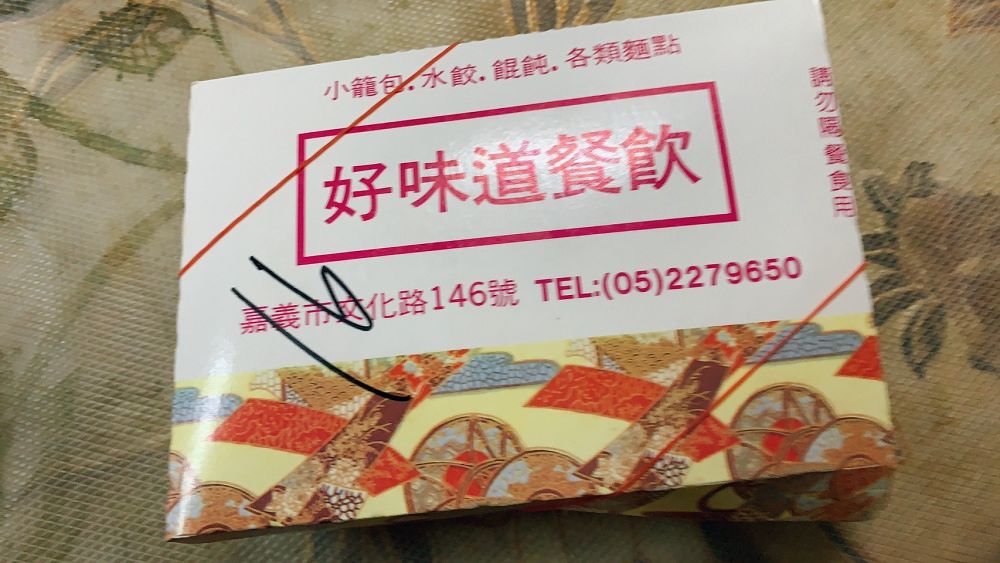 小籠包.水餃.餛飩.各類麵點
好味道餐飲
嘉義市文化路146號 TEL:(05)2279650
請勿隔餐食用